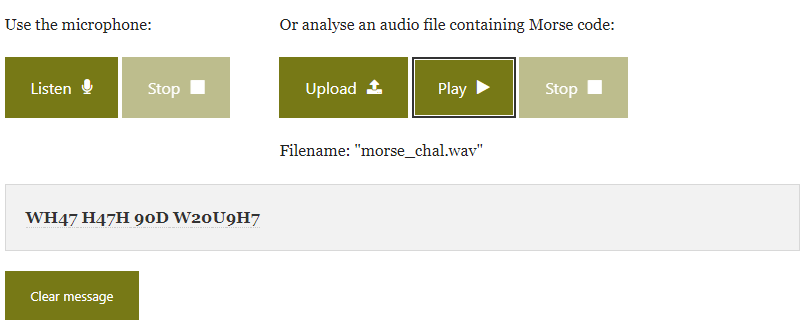 Use the microphone: Or analyse an audio file containing Morse code:
Listen Stop Upload Play Stop
Filename: "morse_chal.wav"
WH47 H47H 90D W20U9H7
Clear message